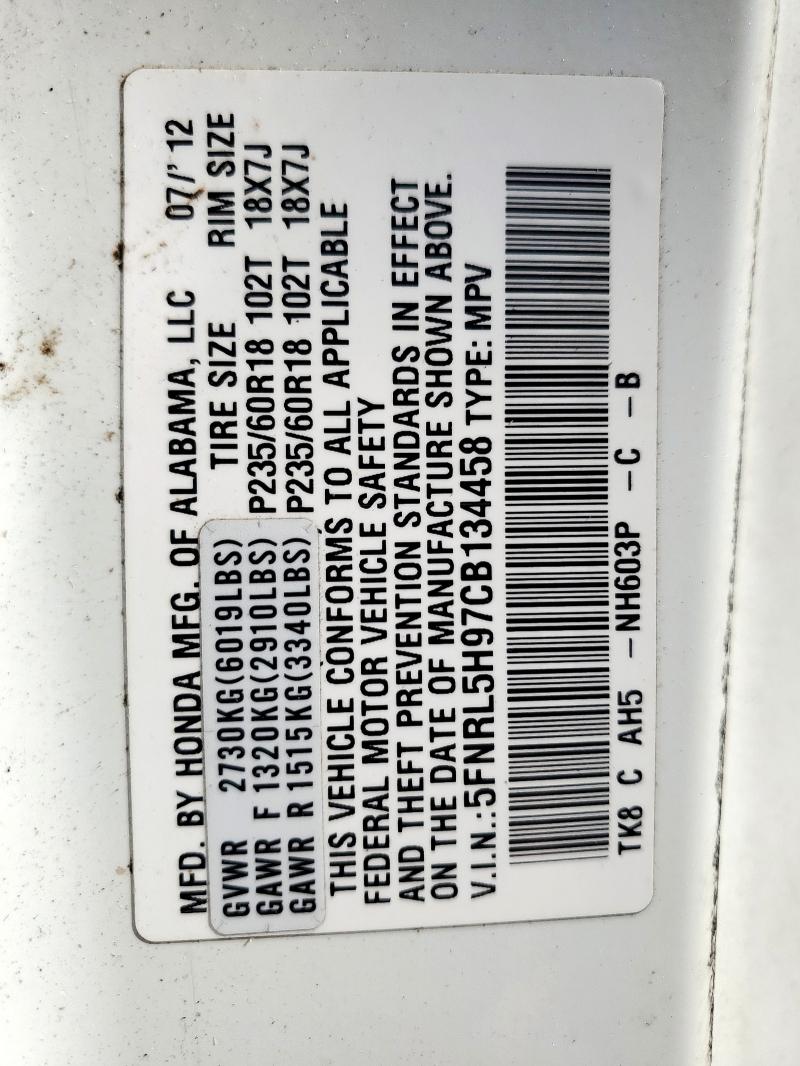 MFD. BY HONDA MFG. OF ALABAMA, LLC 07/'12
GVWR 2730KG(6019LBS) TIRE SIZE RIM SIZE
GAWR F 1320KG(2910LBS) P235/60R18 102T 18X7J
GAWR R 1515KG(3340LBS) P235/60R18 102T 18X7J
THIS VEHICLE CONFORMS TO ALL APPLICABLE
FEDERAL MOTOR VEHICLE SAFETY
AND THEFT PREVENTION STANDARDS IN EFFECT
ON THE DATE OF MANUFACTURE SHOWN ABOVE.
V.I.N.:5FNRL5H97CB134458 TYPE: MPV
TK8 C AH5 -NH603P -C -B